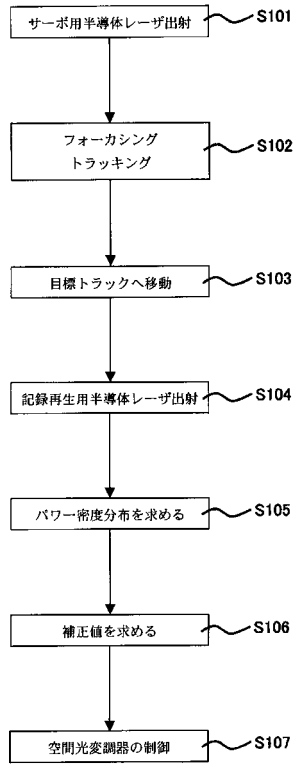 サーボ用半導体レーザ出射
S101
フォーカシング
トラッキング
S102
目標トラックへ移動
S103
記録再生用半導体レーザ出射
S104
パワー密度分布を求める
S105
補正値を求める
S106
空間光変調器の制御
S107